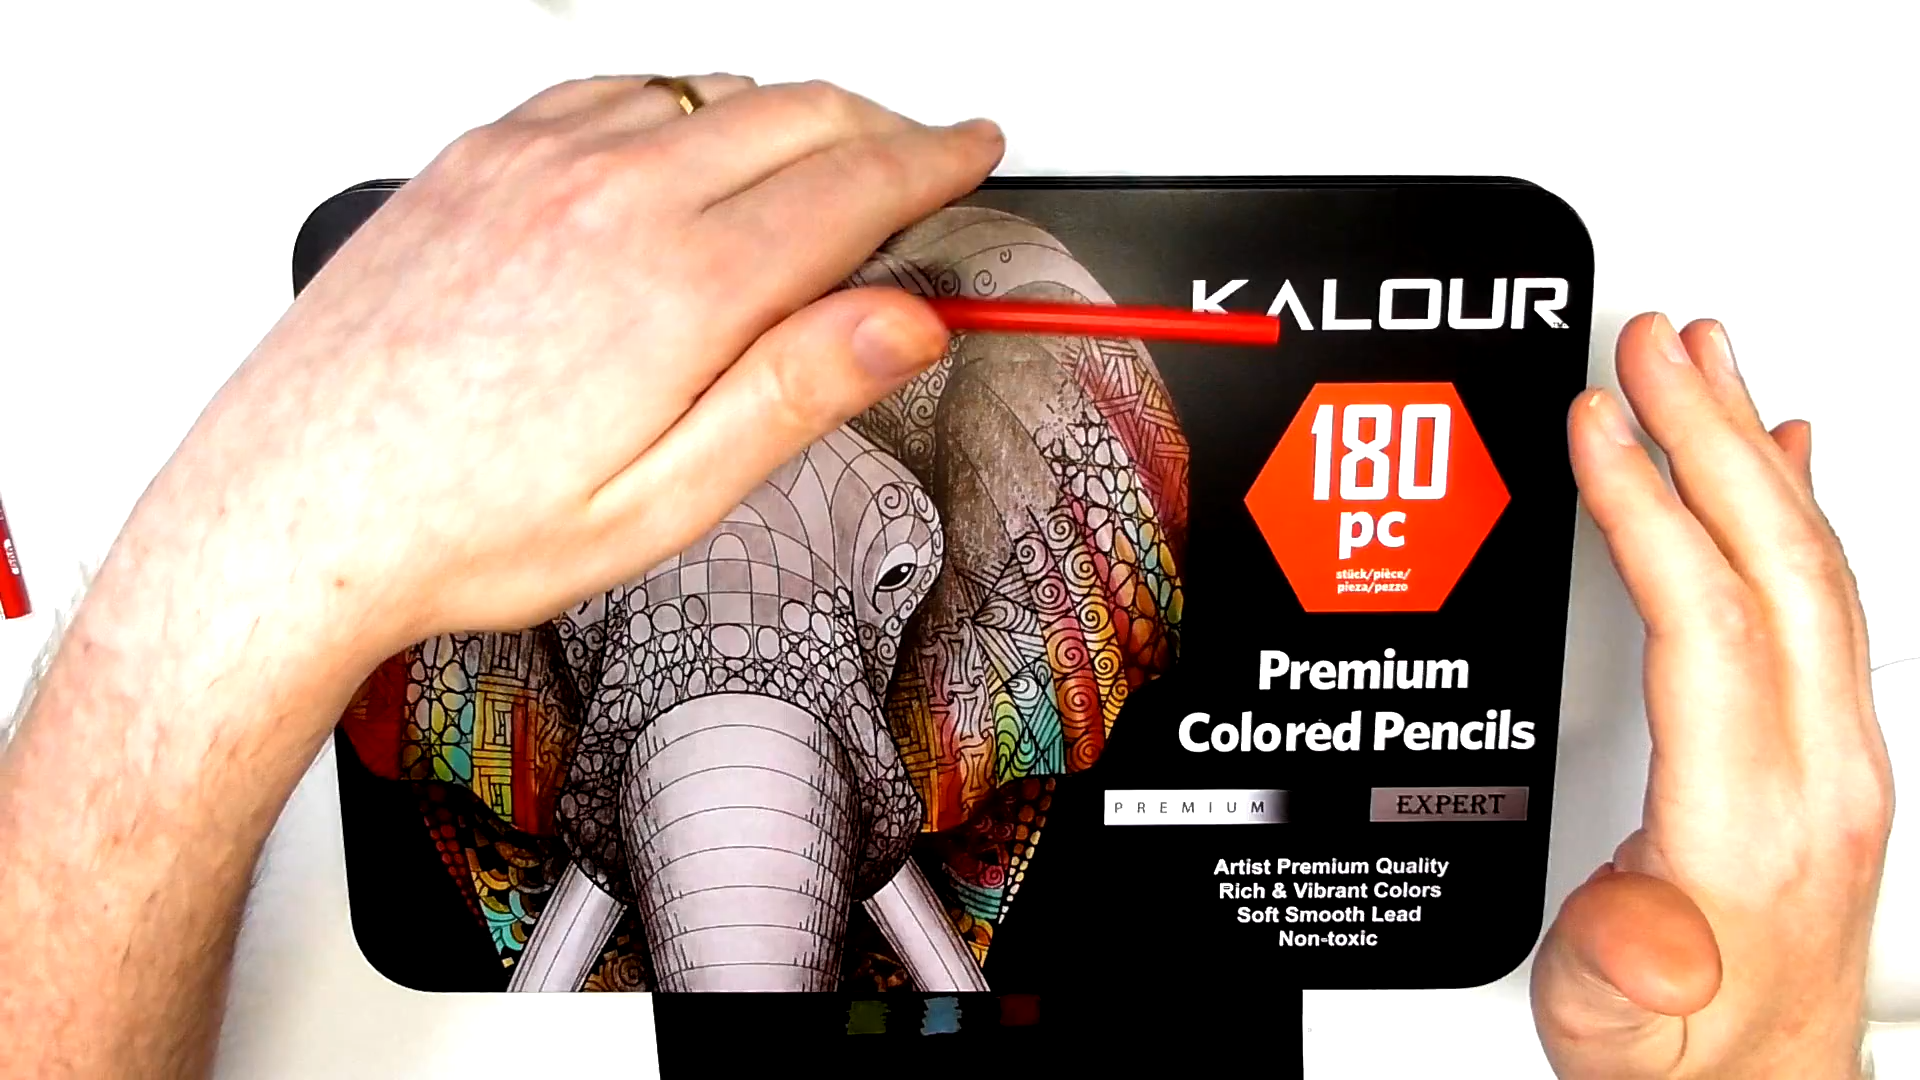 KALOUR
180
pc
stück/pièce/
pieza/pezzo
Premium
Colored Pencils
PREMIUM
EXPERT
Artist Premium Quality
Rich & Vibrant Colors
Soft Smooth Lead
Non-toxic